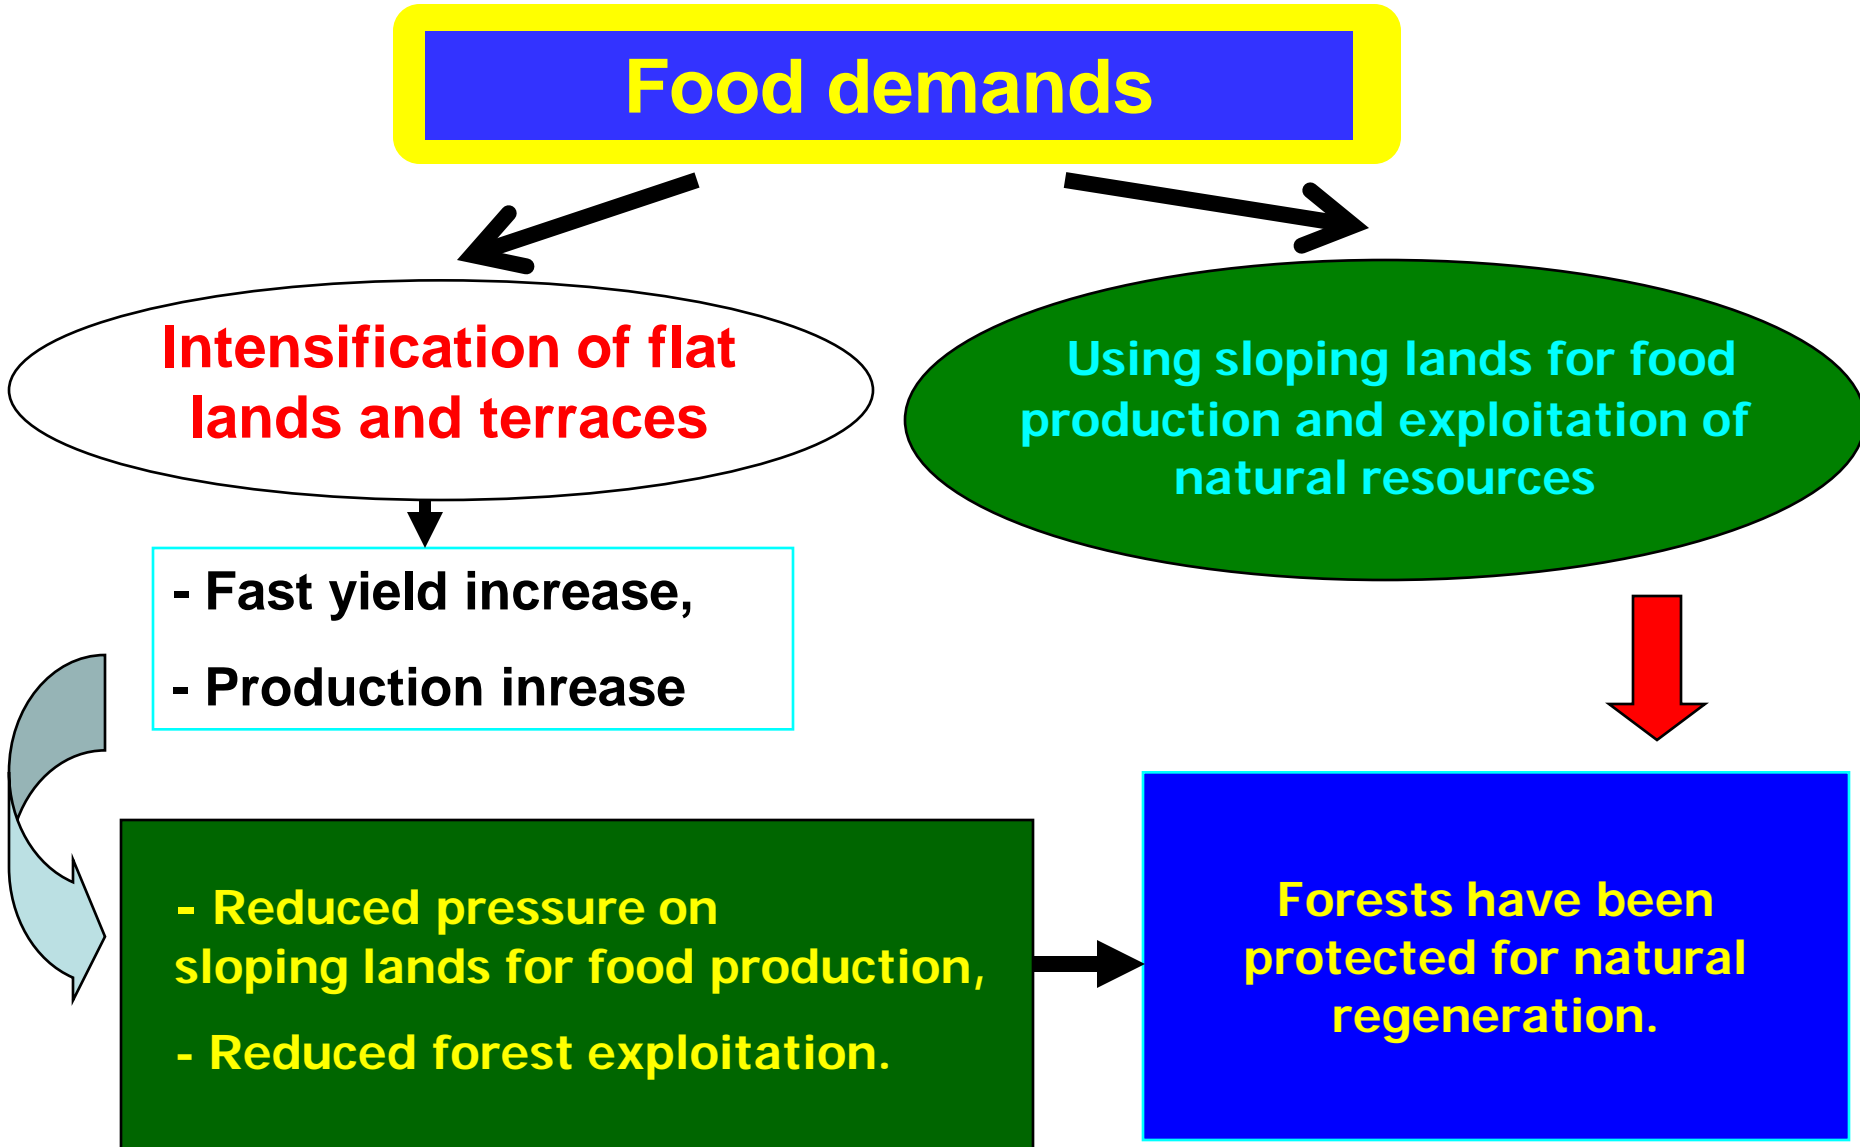 Food demands
Intensification of flat
lands and terraces
Using sloping lands for food
production and exploitation of
natural resources
- Fast yield increase,
- Production inrease
- Reduced pressure on
sloping lands for food production,
- Reduced forest exploitation.
Forests have been
protected for natural
regeneration.